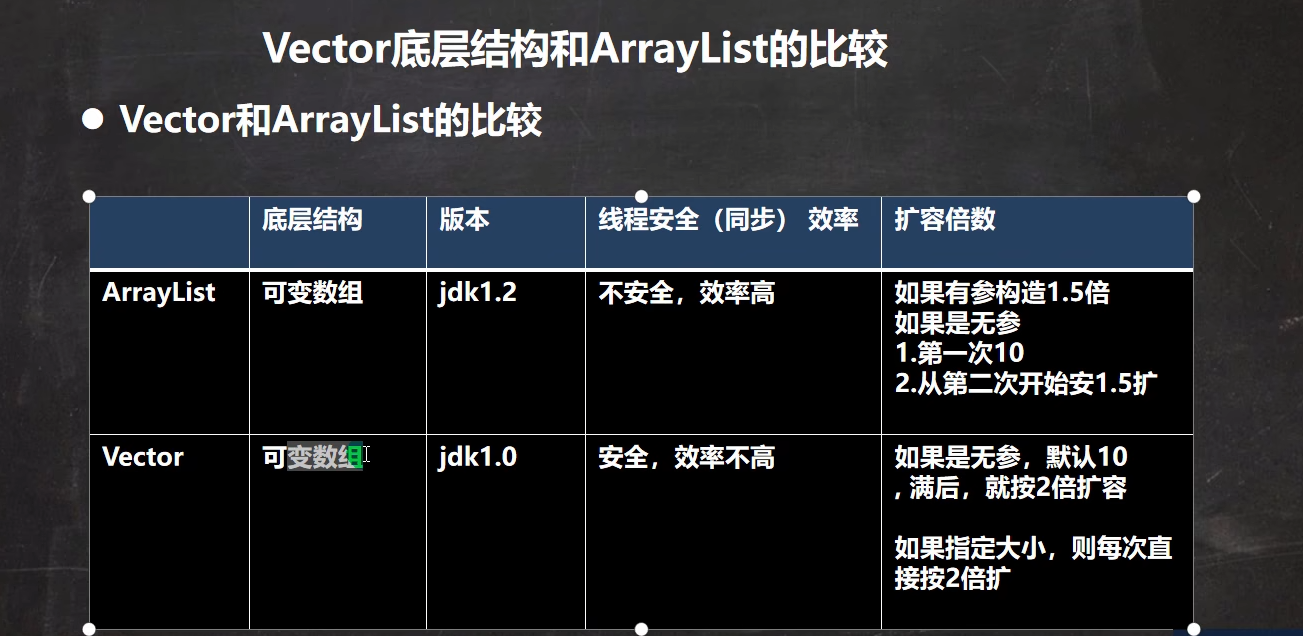 Vector底层结构和ArrayList的比较
Vector和ArrayList的比较
底层结构 版本 线程安全（同步） 效率 扩容倍数
ArrayList 可变数组 jdk1.2 不安全，效率高 如果有参构造1.5倍
如果是无参
1.第一次10
2.从第二次开始安1.5扩
Vector 可变数组 jdk1.0 安全，效率不高 如果是无参，默认10
, 满后，就按2倍扩容
如果指定大小，则每次直
接按2倍扩